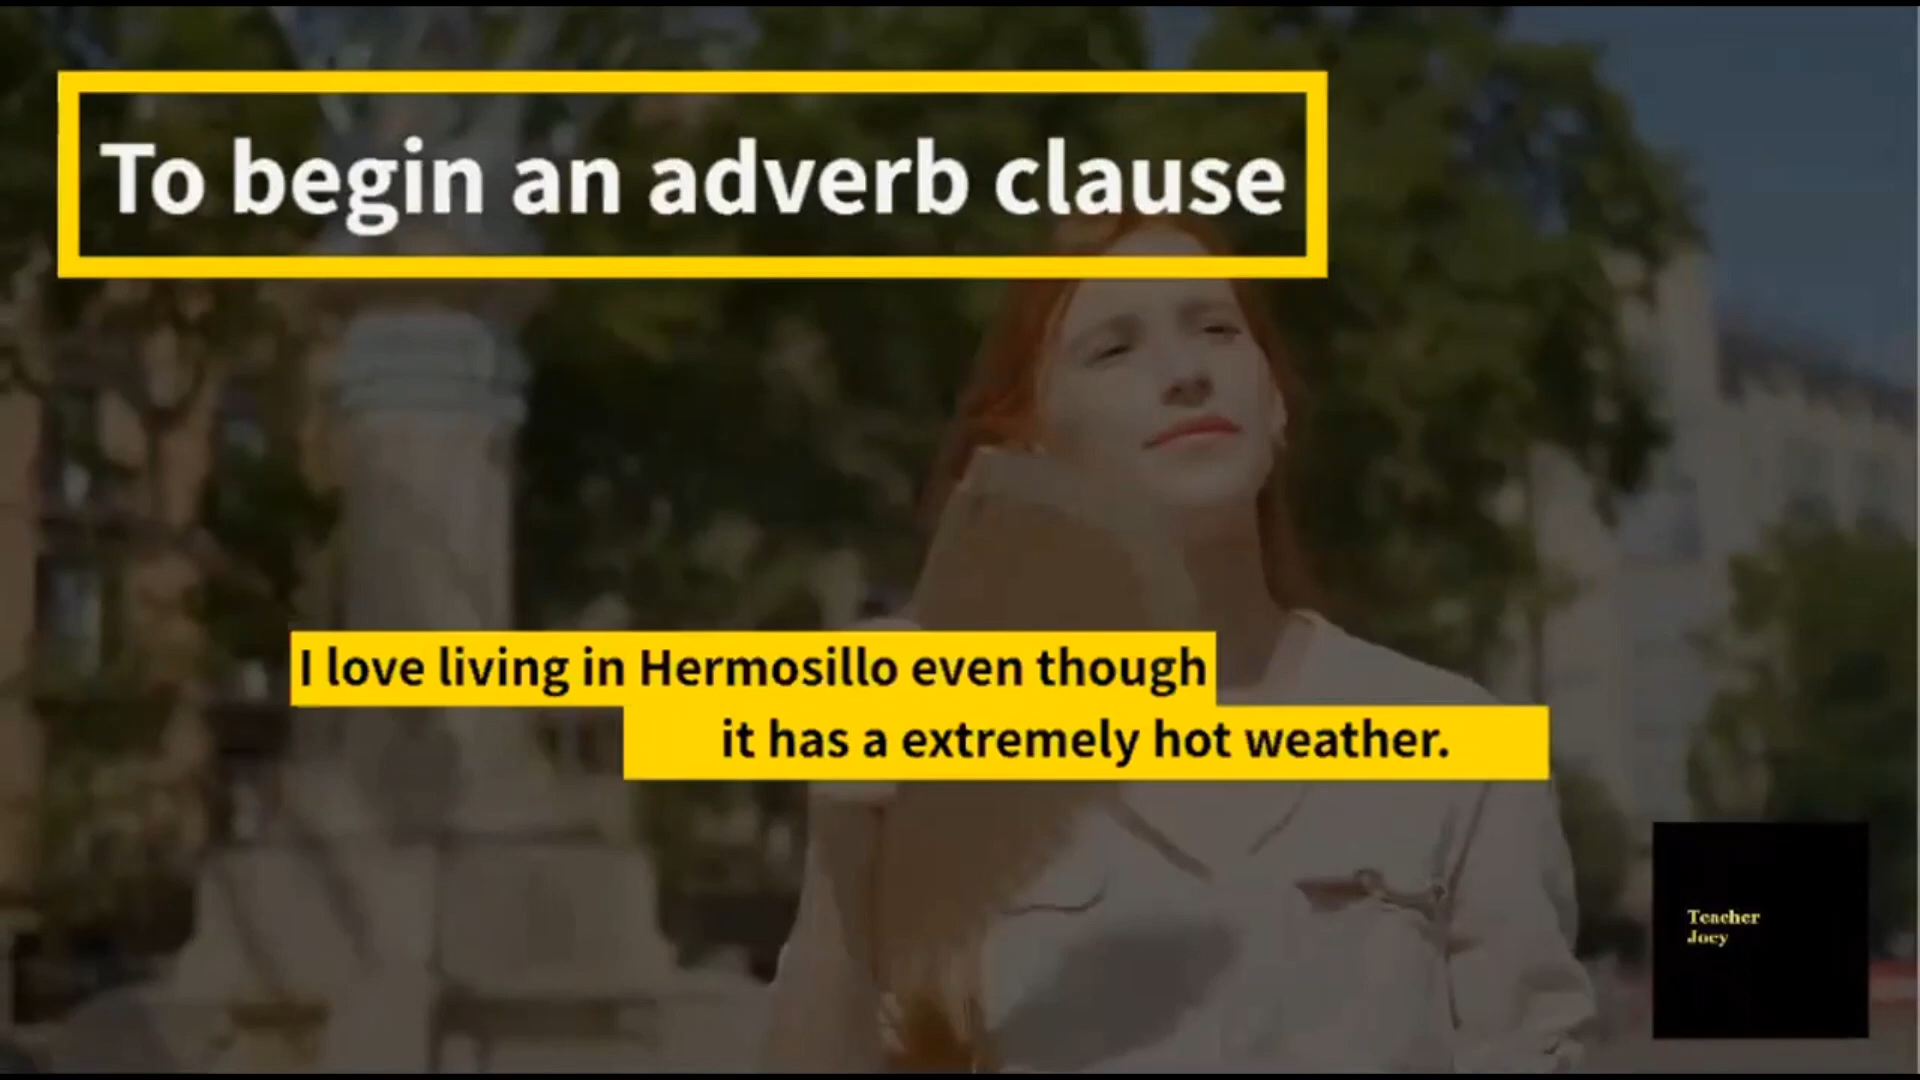 To begin an adverb clause
I love living in Hermosillo even though
it has a extremely hot weather.
Teacher
Joey